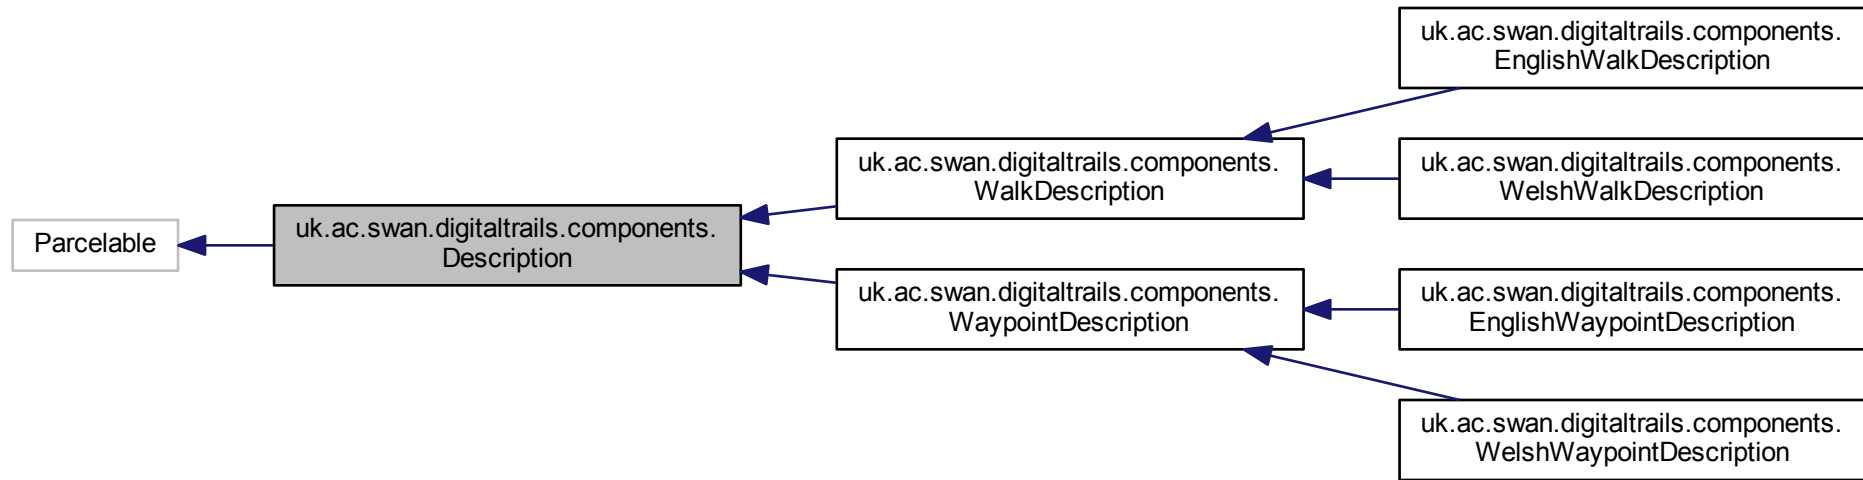 Parcelable
uk.ac.swan.digitaltrails.components.
Description
uk.ac.swan.digitaltrails.components.
WalkDescription
uk.ac.swan.digitaltrails.components.
WaypointDescription
uk.ac.swan.digitaltrails.components.
EnglishWalkDescription
uk.ac.swan.digitaltrails.components.
WelshWalkDescription
uk.ac.swan.digitaltrails.components.
EnglishWaypointDescription
uk.ac.swan.digitaltrails.components.
WelshWaypointDescription